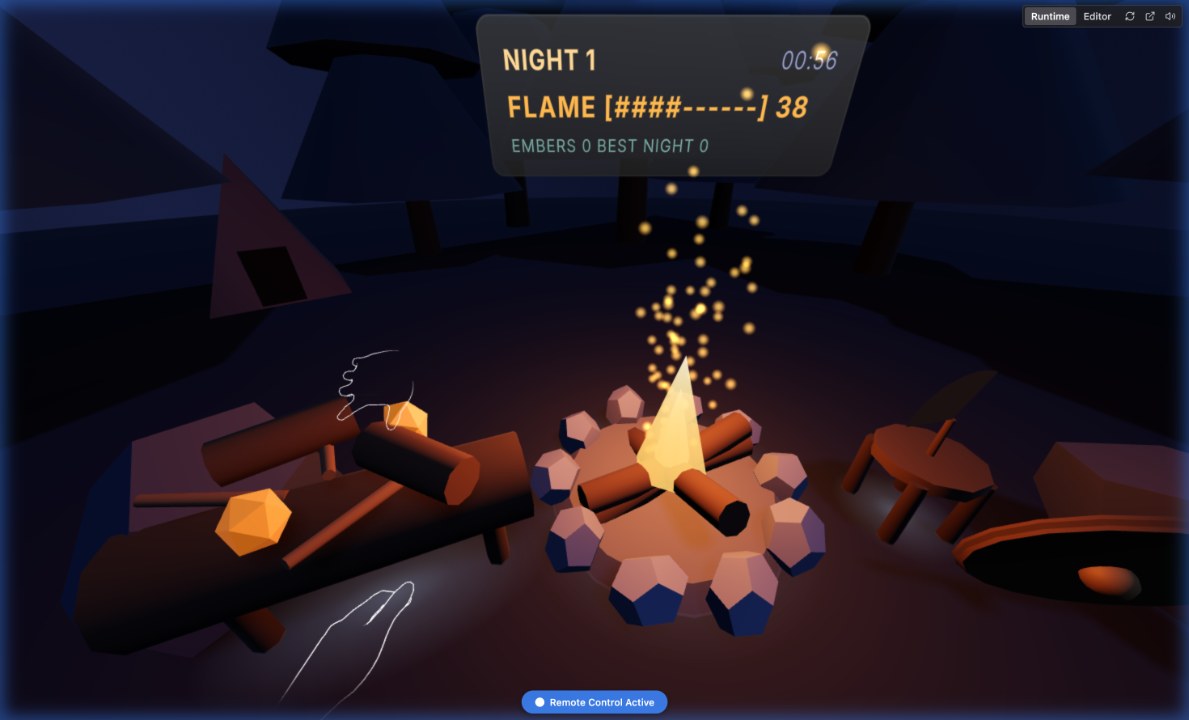 Runtime Editor
NIGHT 1 00:56
FLAME [####------] 38
EMBERS 0 BEST NIGHT 0
Remote Control Active